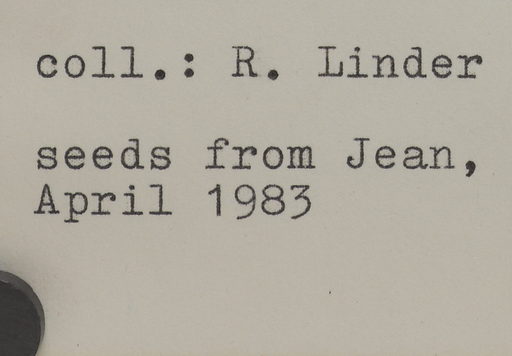 coll.: R. Linder
seeds from Jean,
April 1983